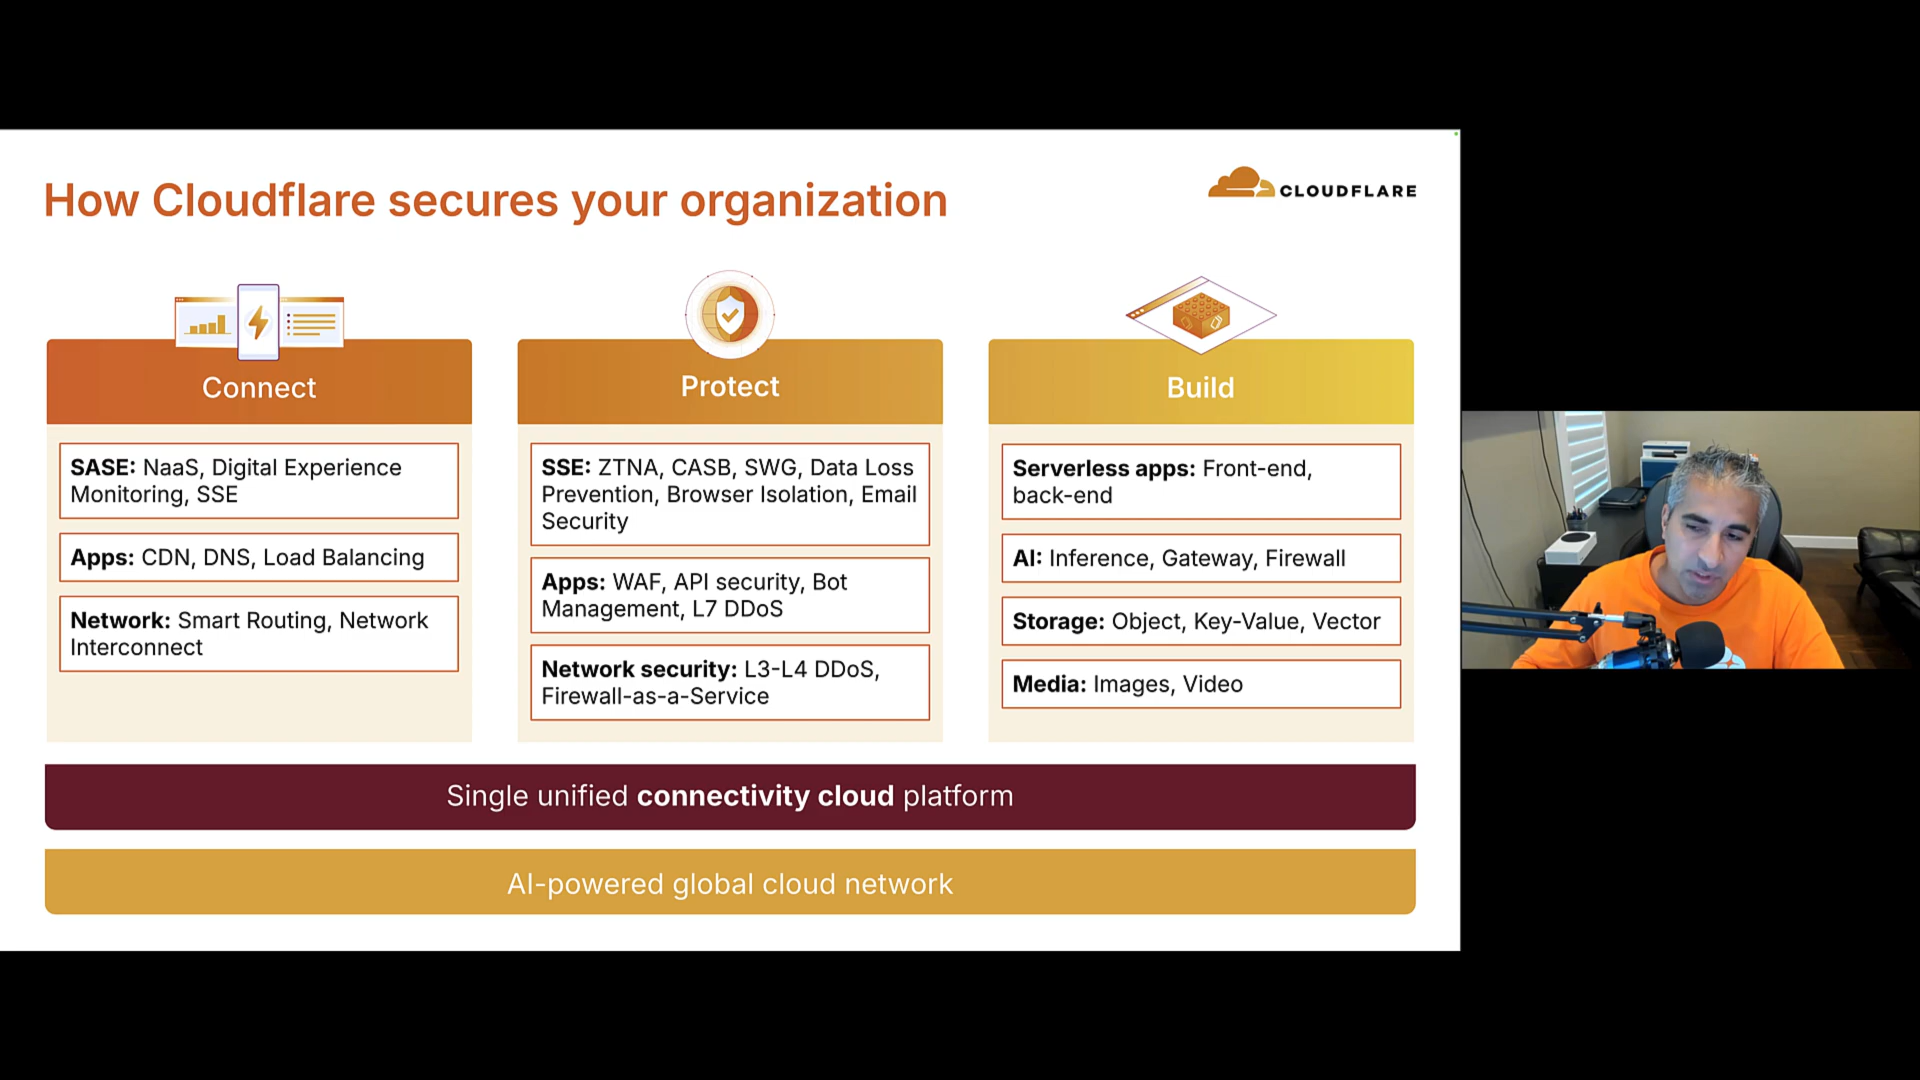 How Cloudflare secures your organization
CLOUDFLARE
Connect
SASE: NaaS, Digital Experience
Monitoring, SSE
Apps: CDN, DNS, Load Balancing
Network: Smart Routing, Network
Interconnect
Protect
SSE: ZTNA, CASB, SWG, Data Loss
Prevention, Browser Isolation, Email
Security
Apps: WAF, API security, Bot
Management, L7 DDoS
Network security: L3-L4 DDoS,
Firewall-as-a-Service
Build
Serverless apps: Front-end,
back-end
AI: Inference, Gateway, Firewall
Storage: Object, Key-Value, Vector
Media: Images, Video
Single unified connectivity cloud platform
AI-powered global cloud network